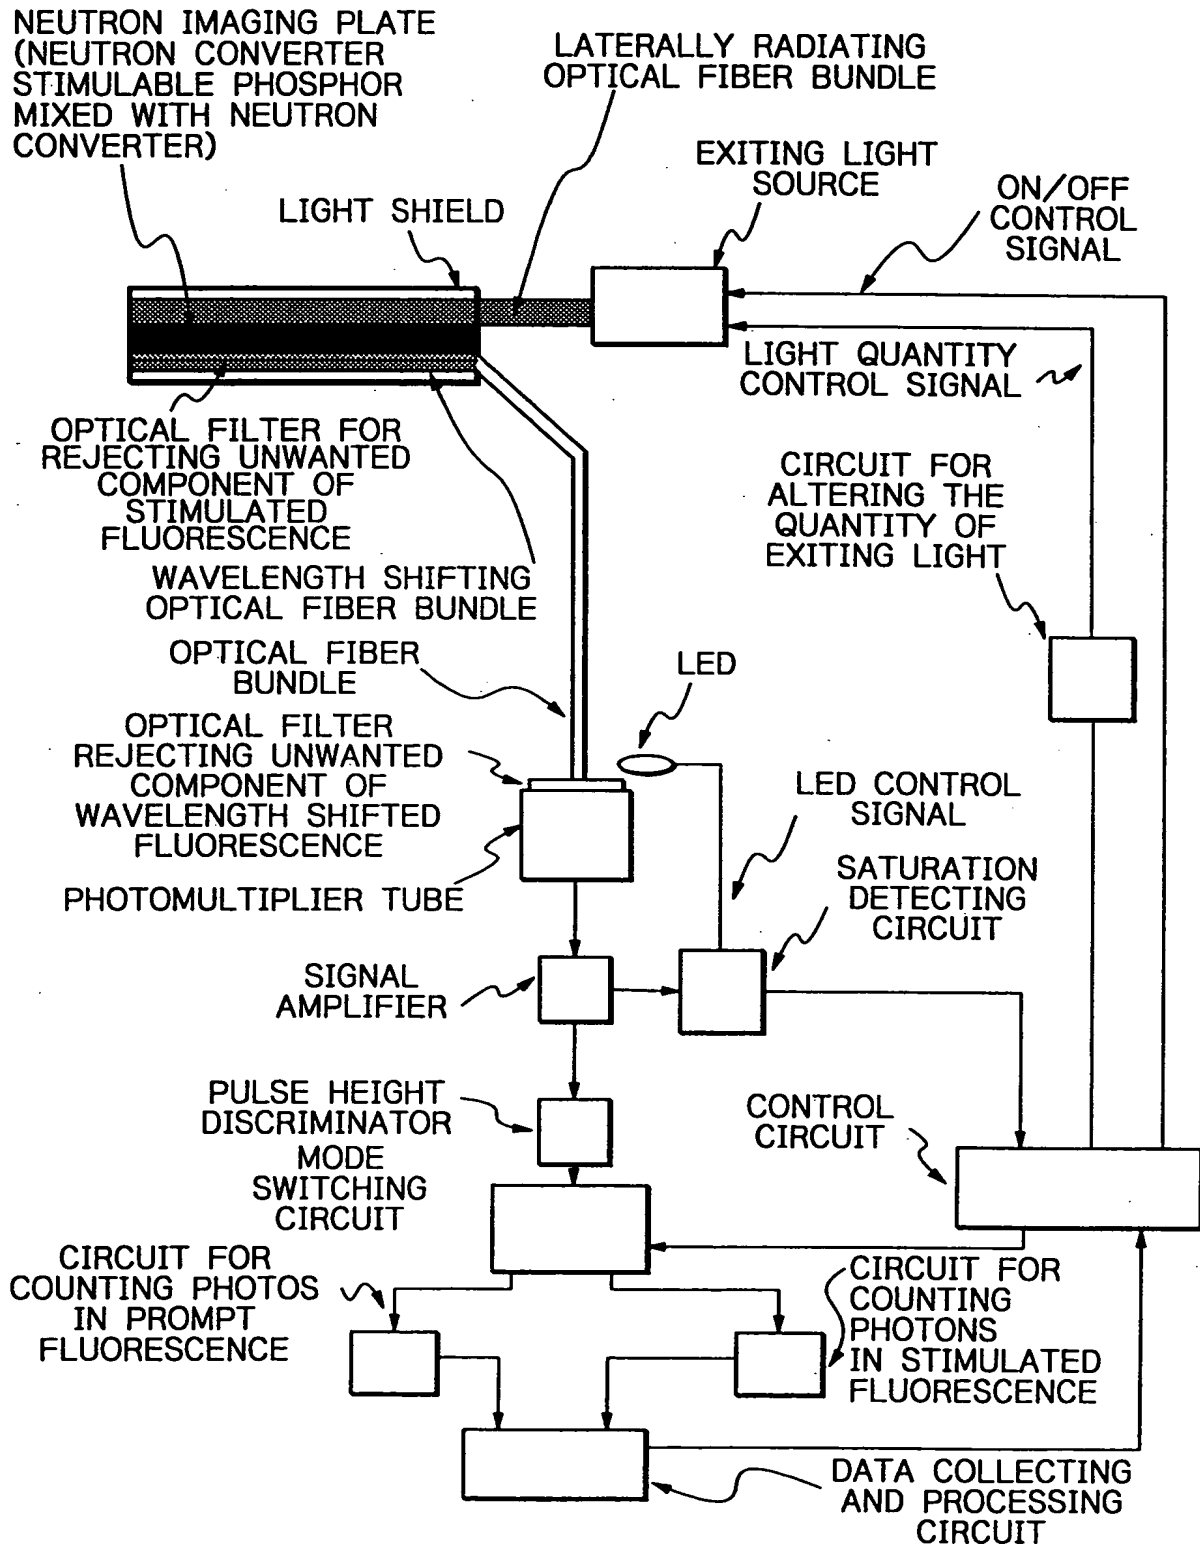 NEUTRON IMAGING PLATE
(NEUTRON CONVERTER
STIMULABLE PHOSPHOR
MIXED WITH NEUTRON
CONVERTER)
LATERALLY RADIATING
OPTICAL FIBER BUNDLE
LIGHT SHIELD
EXITING LIGHT
SOURCE
ON/OFF
CONTROL
SIGNAL
LIGHT QUANTITY
CONTROL SIGNAL
OPTICAL FILTER FOR
REJECTING UNWANTED
COMPONENT OF
STIMULATED
FLUORESCENCE
WAVELENGTH SHIFTING
OPTICAL FIBER BUNDLE
CIRCUIT FOR
ALTERING THE
QUANTITY OF
EXITING LIGHT
OPTICAL FIBER
BUNDLE
LED
OPTICAL FILTER
REJECTING UNWANTED
COMPONENT OF
WAVELENGTH SHIFTED
FLUORESCENCE
LED CONTROL
SIGNAL
PHOTOMULTIPLIER TUBE
SATURATION
DETECTING
CIRCUIT
SIGNAL
AMPLIFIER
PULSE HEIGHT
DISCRIMINATOR
MODE
SWITCHING
CIRCUIT
CONTROL
CIRCUIT
CIRCUIT FOR
COUNTING PHOTOS
IN PROMPT
FLUORESCENCE
CIRCUIT FOR
COUNTING
PHOTONS
IN STIMULATED
FLUORESCENCE
DATA COLLECTING
AND PROCESSING
CIRCUIT